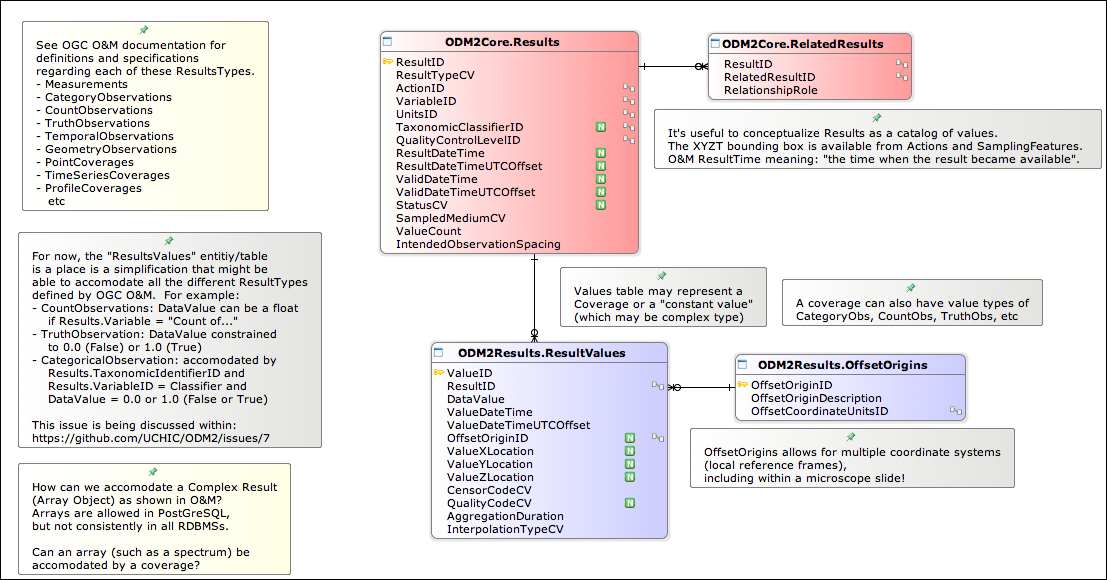 See OGC O&M documentation for
definitions and specifications
regarding each of these ResultsTypes.
- Measurements
- CategoryObservations
- CountObservations
- TruthObservations
- TemporalObservations
- GeometryObservations
- PointCoverages
- TimeSeriesCoverages
- ProfileCoverages
etc
ODM2Core.Results
ResultID
ResultTypeCV
ActionID
VariableID
UnitsID
TaxonomicClassifierID N
QualityControlLevelID
ResultDateTime N
ResultDateTimeUTCOffset N
ValidDateTime N
ValidDateTimeUTCOffset N
StatusCV N
SampledMediumCV
ValueCount
IntendedObservationSpacing
ODM2Core.RelatedResults
ResultID
RelatedResultID
RelationshipRole
It's useful to conceptualize Results as a catalog of values.
The XYZT bounding box is available from Actions and SamplingFeatures.
O&M ResultTime meaning: "the time when the result became available".
For now, the "ResultsValues" entitiy/table
is a place is a simplification that might be
able to accomodate all the different ResultTypes
defined by OGC O&M. For example:
- CountObservations: DataValue can be a float
if Results.Variable = "Count of..."
- TruthObservation: DataValue constrained
to 0.0 (False) or 1.0 (True)
- CategoricalObservation: accomodated by
Results.TaxonomicIdentifierID and
Results.VariableID = Classifier and
DataValue = 0.0 or 1.0 (False or True)
This issue is being discussed within:
https://github.com/UCHIC/ODM2/issues/7
Values table may represent a
Coverage or a "constant value"
(which may be complex type)
A coverage can also have value types of
CategoryObs, CountObs, TruthObs, etc
ODM2Results.ResultValues
ValueID
ResultID
DataValue
ValueDateTime
ValueDateTimeUTCOffset
OffsetOriginID N
ValueXLocation N
ValueYLocation N
ValueZLocation N
CensorCodeCV
QualityCodeCV N
AggregationDuration
InterpolationTypeCV
ODM2Results.OffsetOrigins
OffsetOriginID
OffsetOriginDescription
OffsetCoordinateUnitsID
OffsetOrigins allows for multiple coordinate systems
(local reference frames),
including within a microscope slide!
How can we accomodate a Complex Result
(Array Object) as shown in O&M?
Arrays are allowed in PostGreSQL,
but not consistently in all RDBMSs.
Can an array (such as a spectrum) be
accomodated by a coverage?